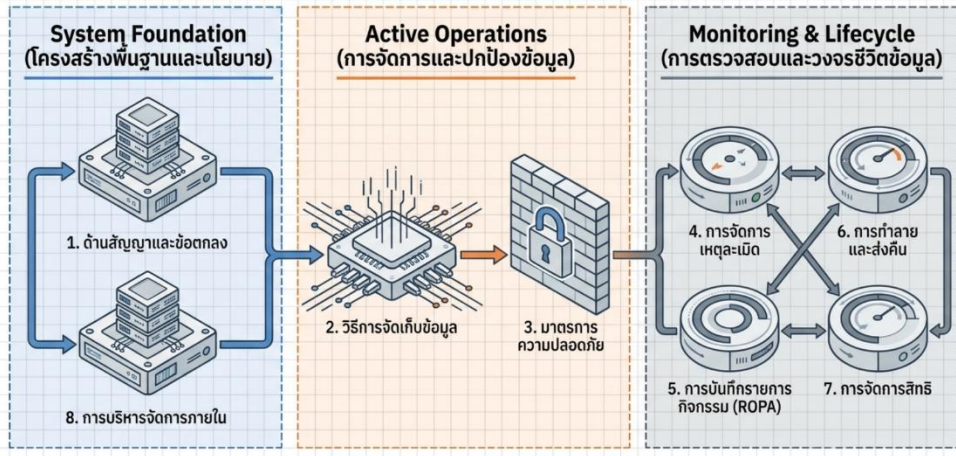 System Foundation
(โครงสร้างพื้นฐานและนโยบาย)
1. ด้านสัญญาและข้อตกลง
8. การบริหารจัดการภายใน
Active Operations
(การจัดการและปกป้องข้อมูล)
2. วิธีการจัดเก็บข้อมูล
3. มาตรการ
ความปลอดภัย
Monitoring & Lifecycle
(การตรวจสอบและวงจรชีวิตข้อมูล)
4. การจัดการ
เหตุละเมิด
6. การทำลาย
และส่งคืน
5. การบันทึกรายการ
กิจกรรม (ROPA)
7. การจัดการสิทธิ